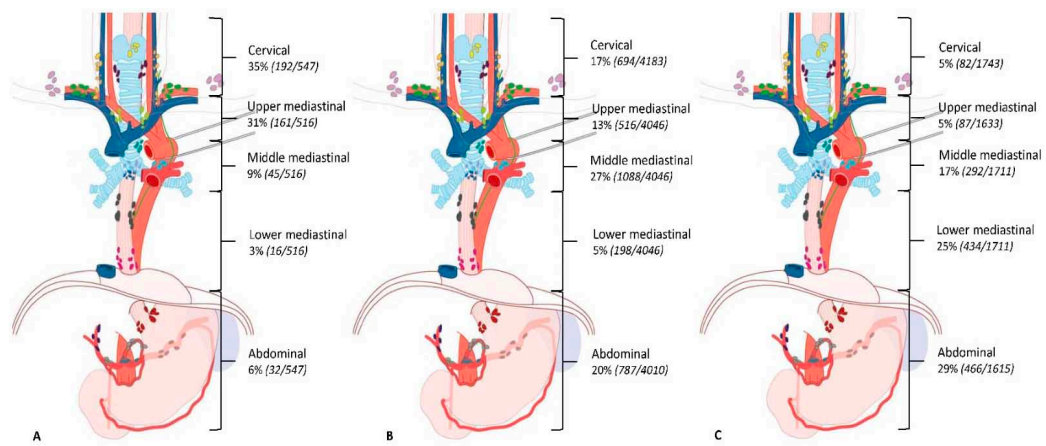 Cervical
35% (192/547)
Upper mediastinal
31% (161/516)
Middle mediastinal
9% (45/516)
Lower mediastinal
3% (16/516)
Abdominal
6% (32/547)
A
Cervical
17% (694/4183)
Upper mediastinal
13% (516/4046)
Middle mediastinal
27% (1088/4046)
Lower mediastinal
5% (198/4046)
Abdominal
20% (787/4010)
B
Cervical
5% (82/1743)
Upper mediastinal
5% (87/1633)
Middle mediastinal
17% (292/1711)
Lower mediastinal
25% (434/1711)
Abdominal
29% (466/1615)
C